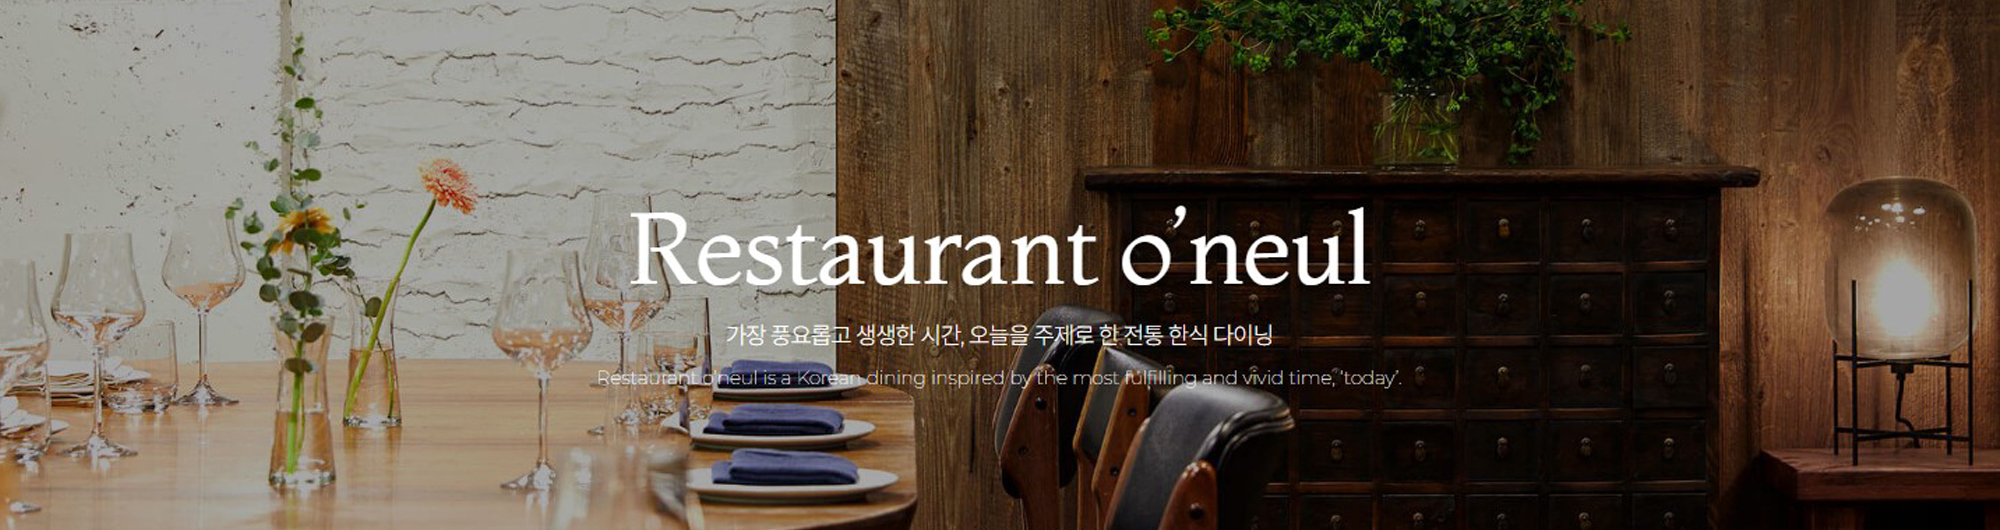 Restaurant o’neul
가장 풍요롭고 생생한 시간, 오늘을 주제로 한 전통 한식 다이닝
Restaurant o’neul is a Korean dining inspired by the most fulfilling and vivid time, ‘today’.